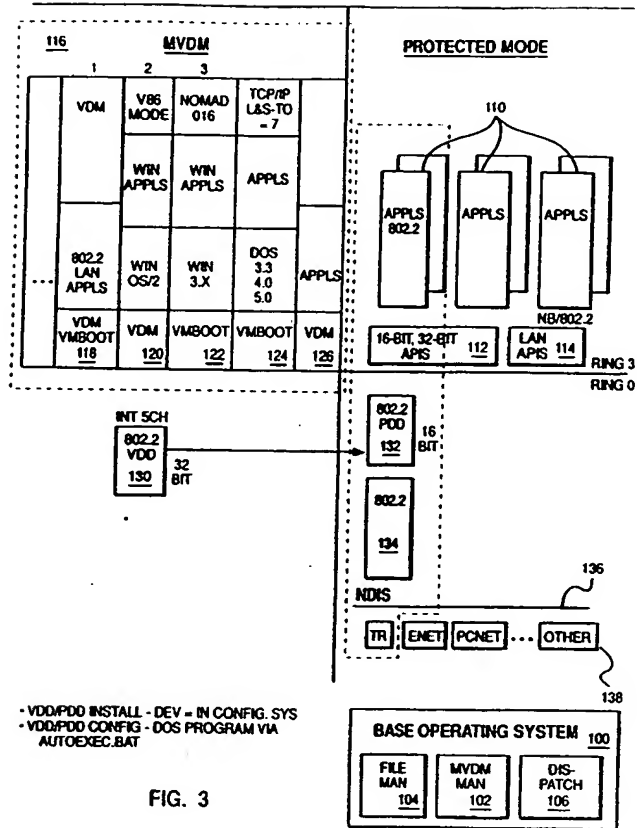 116
MVDM
PROTECTED MODE
1
2
3
VDM
V86
MODE
NOMAD
016
TCP/IP
L&S-TO
= 7
110
WIN
APPLS
WIN APPLS
APPLS
APPLS
802.2
APPLS
APPLS
802.2
LAN
APPLS
WIN
OS/2
WIN
3.X
DOS
3.3
4.0
5.0
APPLS
NB/802.2
...
VDM
VMBOOT
118
VDM
120
VMBOOT
122
VMBOOT
124
VDM
126
16-BIT, 32-BIT
APIS
112
LAN
APIS
114
RING 3
RING 0
INT 5CH
802.2
VDD
130
32
BIT
802.2
PDD
132
16
BIT
802.2
134
NDIS
136
TR
ENET
PCNET
...
OTHER
138
- VDD/PDD INSTALL - DEV = IN CONFIG. SYS
- VDD/PDD CONFIG - DOS PROGRAM VIA
AUTOEXEC.BAT
BASE OPERATING SYSTEM
100
FILE
MAN
104
MVDM
MAN
102
DIS-
PATCH
106
FIG. 3